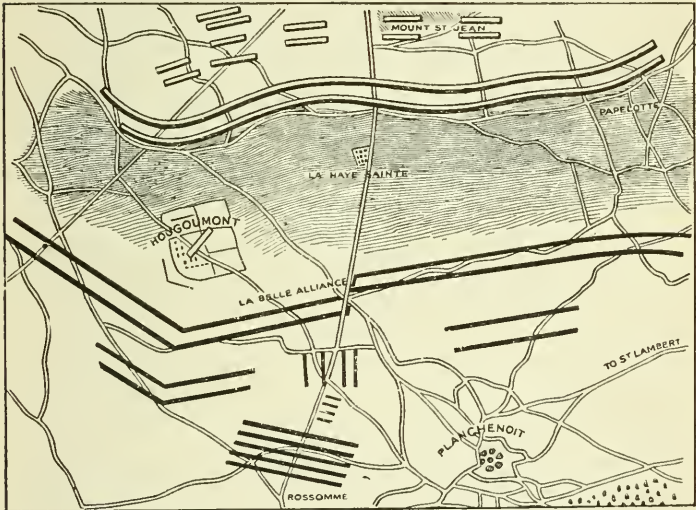 MOUNT ST JEAN
PAPELOTTE
LA HAYE SAINTE
HOUGOUMONT
LA BELLE ALLIANCE
TO ST LAMBERT
PLANCHENOIT
ROSSOMME